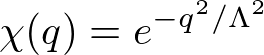 χ(q) = e^{-q^2/Λ^2}